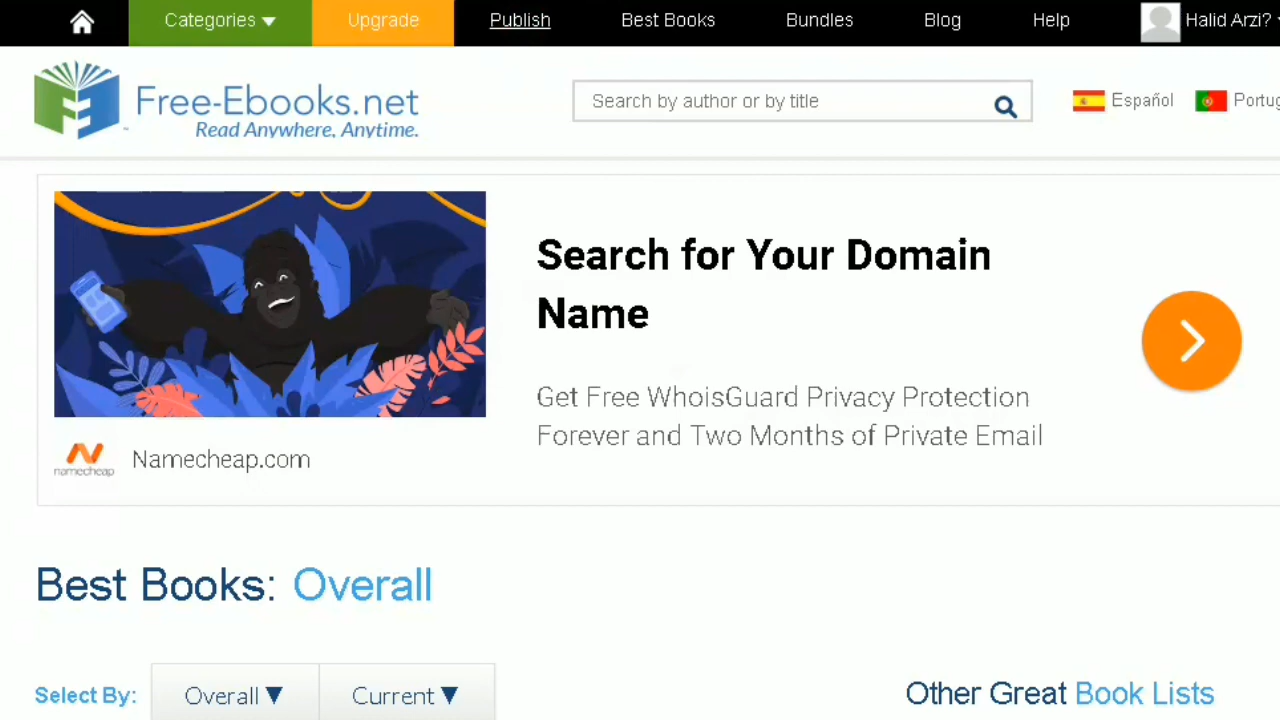 Categories ▼ Upgrade Publish Best Books Bundles Blog Help Halid Arzi?
Free-Ebooks.net
Read Anywhere, Anytime.
Search by author or by title
Español
Portug
Search for Your Domain
Name
Get Free WhoisGuard Privacy Protection
Forever and Two Months of Private Email
namecheap
Namecheap.com
Best Books: Overall
Select By: Overall ▼ Current ▼
Other Great Book Lists